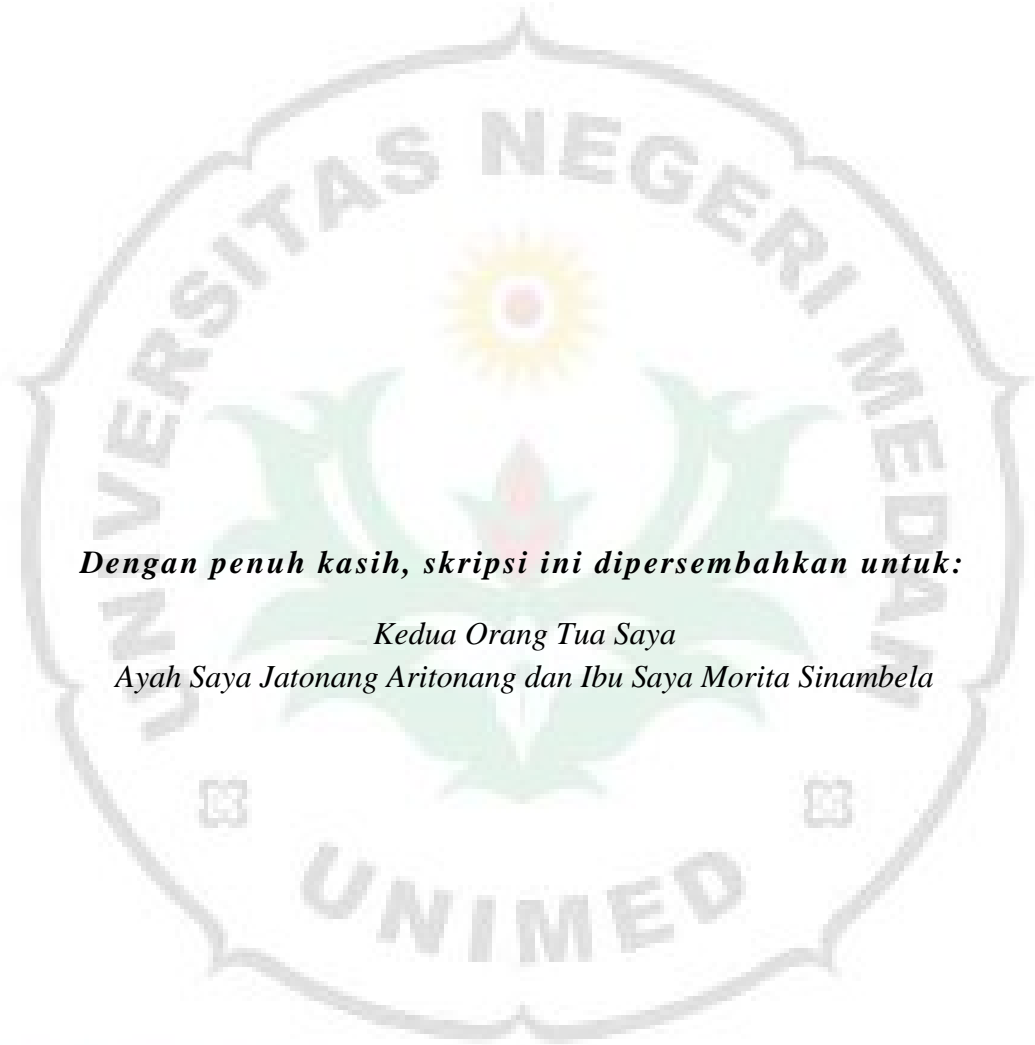 UNIVERSITAS NEGERI MEDAN
Dengan penuh kasih, skripsi ini dipersembahkan untuk:
Kedua Orang Tua Saya
Ayah Saya Jatonang Aritonang dan Ibu Saya Morita Sinambela
UNIMED